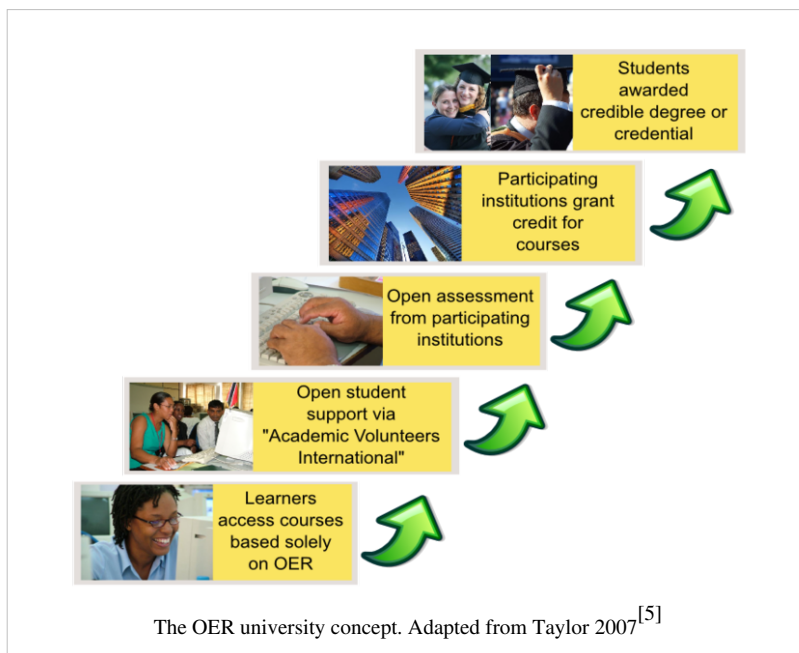 Students
awarded
credible degree or
credential
Participating
institutions grant
credit for
courses
Open assessment
from participating
institutions
Open student
support via
"Academic Volunteers
International"
Learners
access courses
based solely
on OER
The OER university concept. Adapted from Taylor 2007[5]